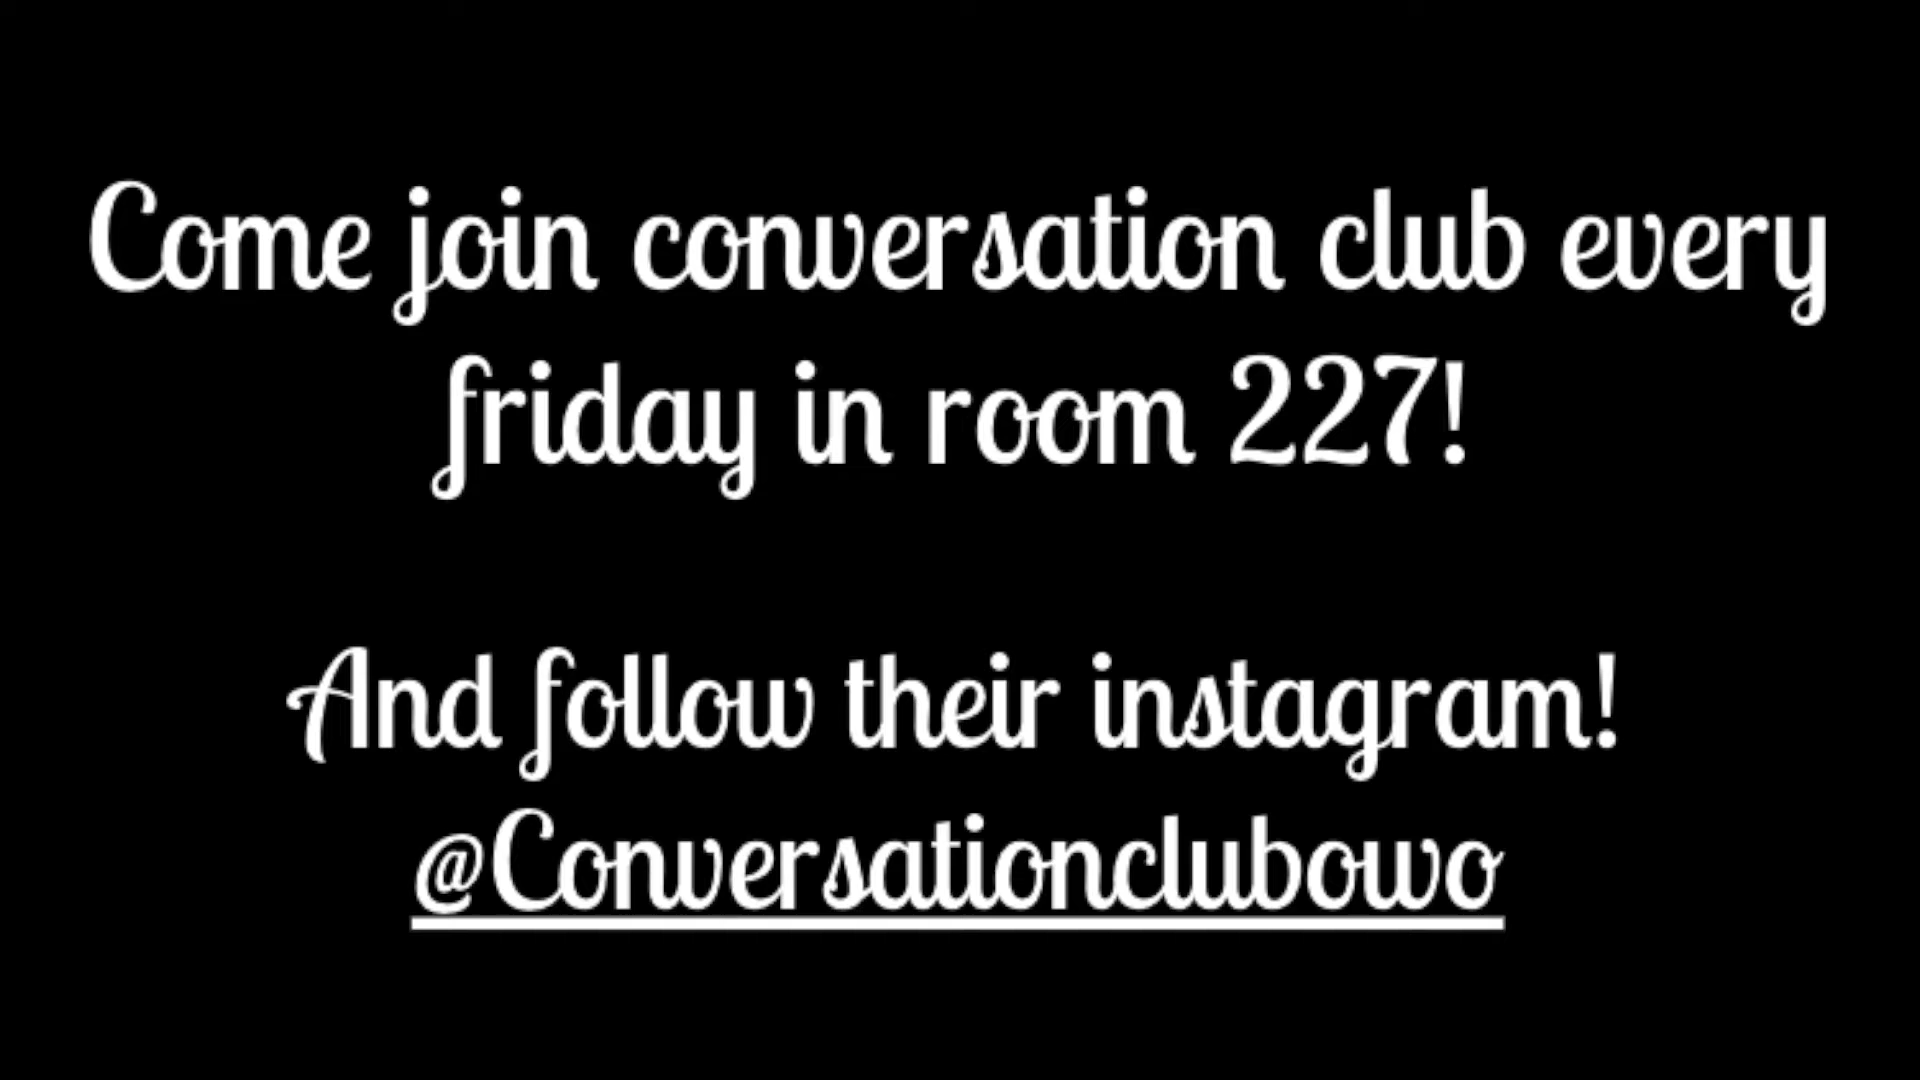 Come join conversation club every
friday in room 227!
And follow their instagram!
@Conversationclubowo